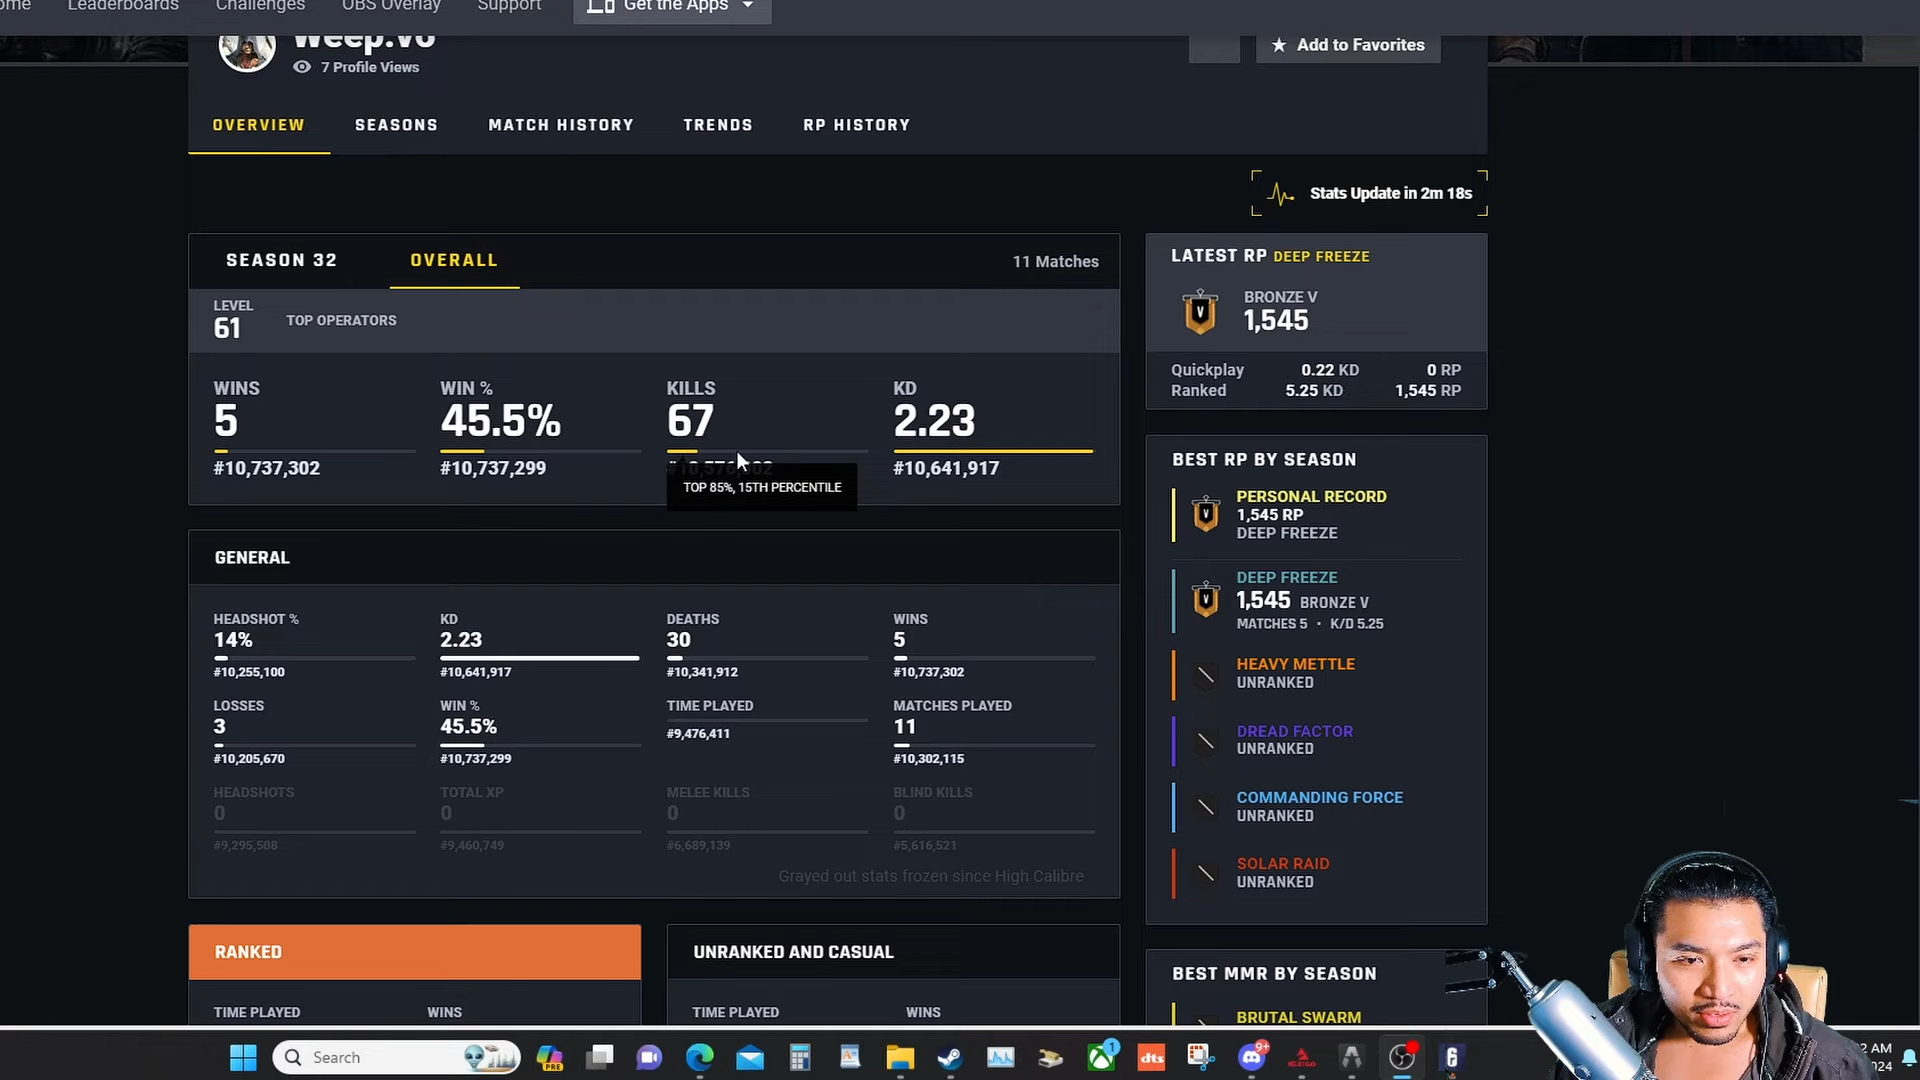 Leaderboards
Challenges
OBS Overlay
Support
Get the Apps
Weep.Vo
7 Profile Views
Add to Favorites
OVERVIEW
SEASONS
MATCH HISTORY
TRENDS
RP HISTORY
Stats Update in 2m 18s
SEASON 32
OVERALL
11 Matches
LEVEL
61
TOP OPERATORS
WINS
5
#10,737,302
WIN %
45.5%
#10,737,299
KILLS
67
TOP 85%, 15TH PERCENTILE
KD
2.23
#10,641,917
GENERAL
HEADSHOT %
14%
#10,255,100
KD
2.23
#10,641,917
DEATHS
30
#10,341,912
WINS
5
#10,737,302
LOSSES
3
#10,205,670
WIN %
45.5%
#10,737,299
TIME PLAYED
#9,476,411
MATCHES PLAYED
11
#10,302,115
HEADSHOTS
0
#9,295,508
TOTAL XP
0
#9,460,749
MELEE KILLS
0
#6,689,139
BLIND KILLS
0
#5,616,521
Grayed out stats frozen since High Calibre
RANKED
TIME PLAYED
WINS
UNRANKED AND CASUAL
TIME PLAYED
WINS
LATEST RP DEEP FREEZE
BRONZE V
1,545
Quickplay 0.22 KD 0 RP
Ranked 5.25 KD 1,545 RP
BEST RP BY SEASON
PERSONAL RECORD
1,545 RP
DEEP FREEZE
DEEP FREEZE
1,545 BRONZE V
MATCHES 5 • K/D 5.25
HEAVY METTLE
UNRANKED
DREAD FACTOR
UNRANKED
COMMANDING FORCE
UNRANKED
SOLAR RAID
UNRANKED
BEST MMR BY SEASON
BRUTAL SWARM
Search
PRE
1
dts
9+
6
2 AM